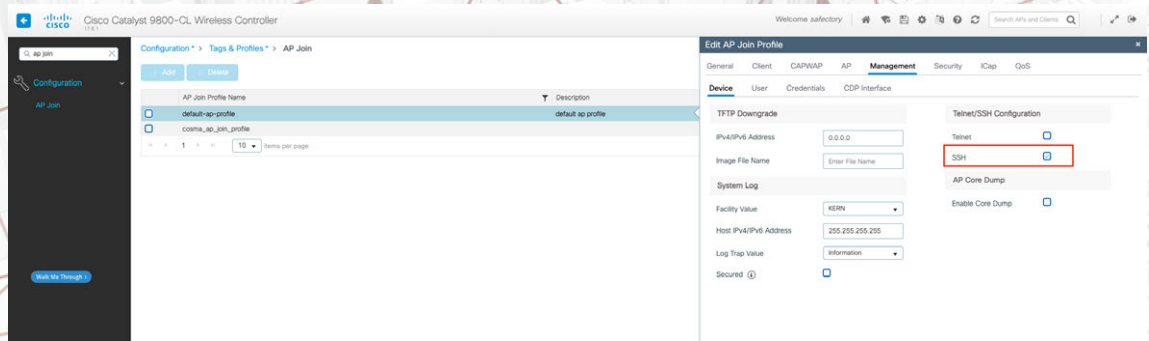 CISCO
Cisco Catalyst 9800-CL Wireless Controller
17.9.1
Welcome safectory
Search APs and Clients
ap join
Configuration
AP Join
Walk Me Through >
Configuration > Tags & Profiles > AP Join
+ Add
× Delete
AP Join Profile Name
Description
default-ap-profile
default ap profile
cosma_ap_join_profile
1
10
items per page
Edit AP Join Profile
General
Client
CAPWAP
AP
Management
Security
ICap
QoS
Device
User
Credentials
CDP Interface
TFTP Downgrade
IPv4/IPv6 Address
0.0.0.0
Image File Name
Enter File Name
System Log
Facility Value
KERN
Host IPv4/IPv6 Address
255.255.255.255
Log Trap Value
Information
Secured
Telnet/SSH Configuration
Telnet
SSH
AP Core Dump
Enable Core Dump